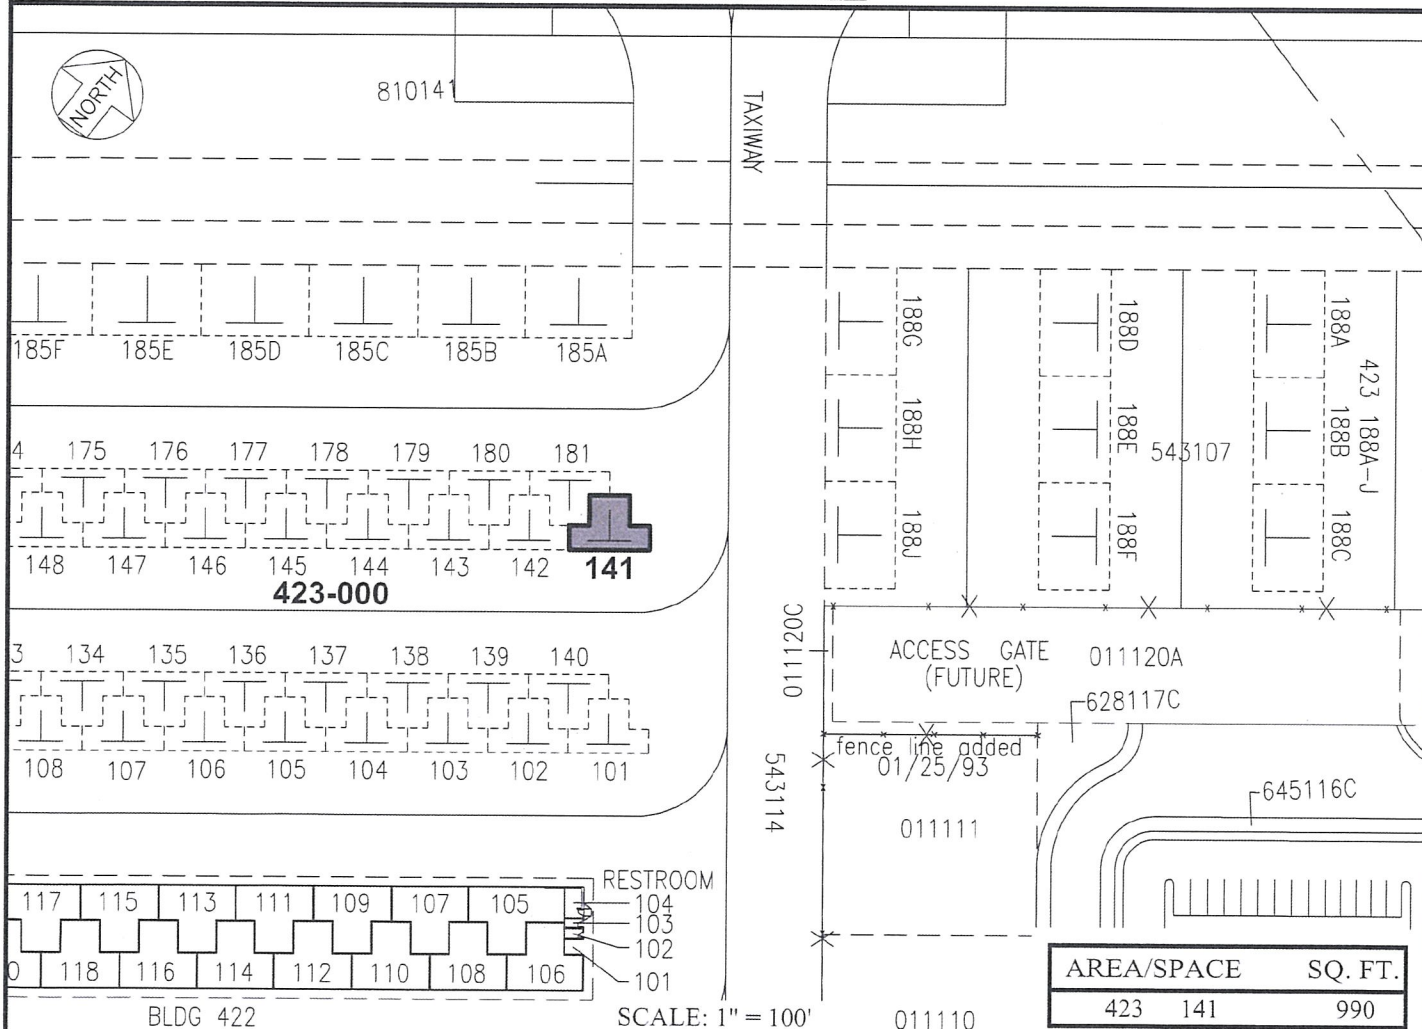 NORTH
810141
TAXIWAY
185F 185E 185D 185C 185B 185A
188G 188D 188A
188H 188E 188B
188J 188F 188C
423 188A-J
543107
4 175 176 177 178 179 180 181
148 147 146 145 144 143 142 141
423-000
3 134 135 136 137 138 139 140
108 107 106 105 104 103 102 101
011120C
ACCESS GATE
(FUTURE)
011120A
628117C
fence line added
01/25/93
543114
645116C
011111
RESTROOM
117 115 113 111 109 107 105
104
103
102
101
0 118 116 114 112 110 108 106
BLDG 422
SCALE: 1" = 100'
011110
AREA/SPACE SQ. FT.
423 141 990